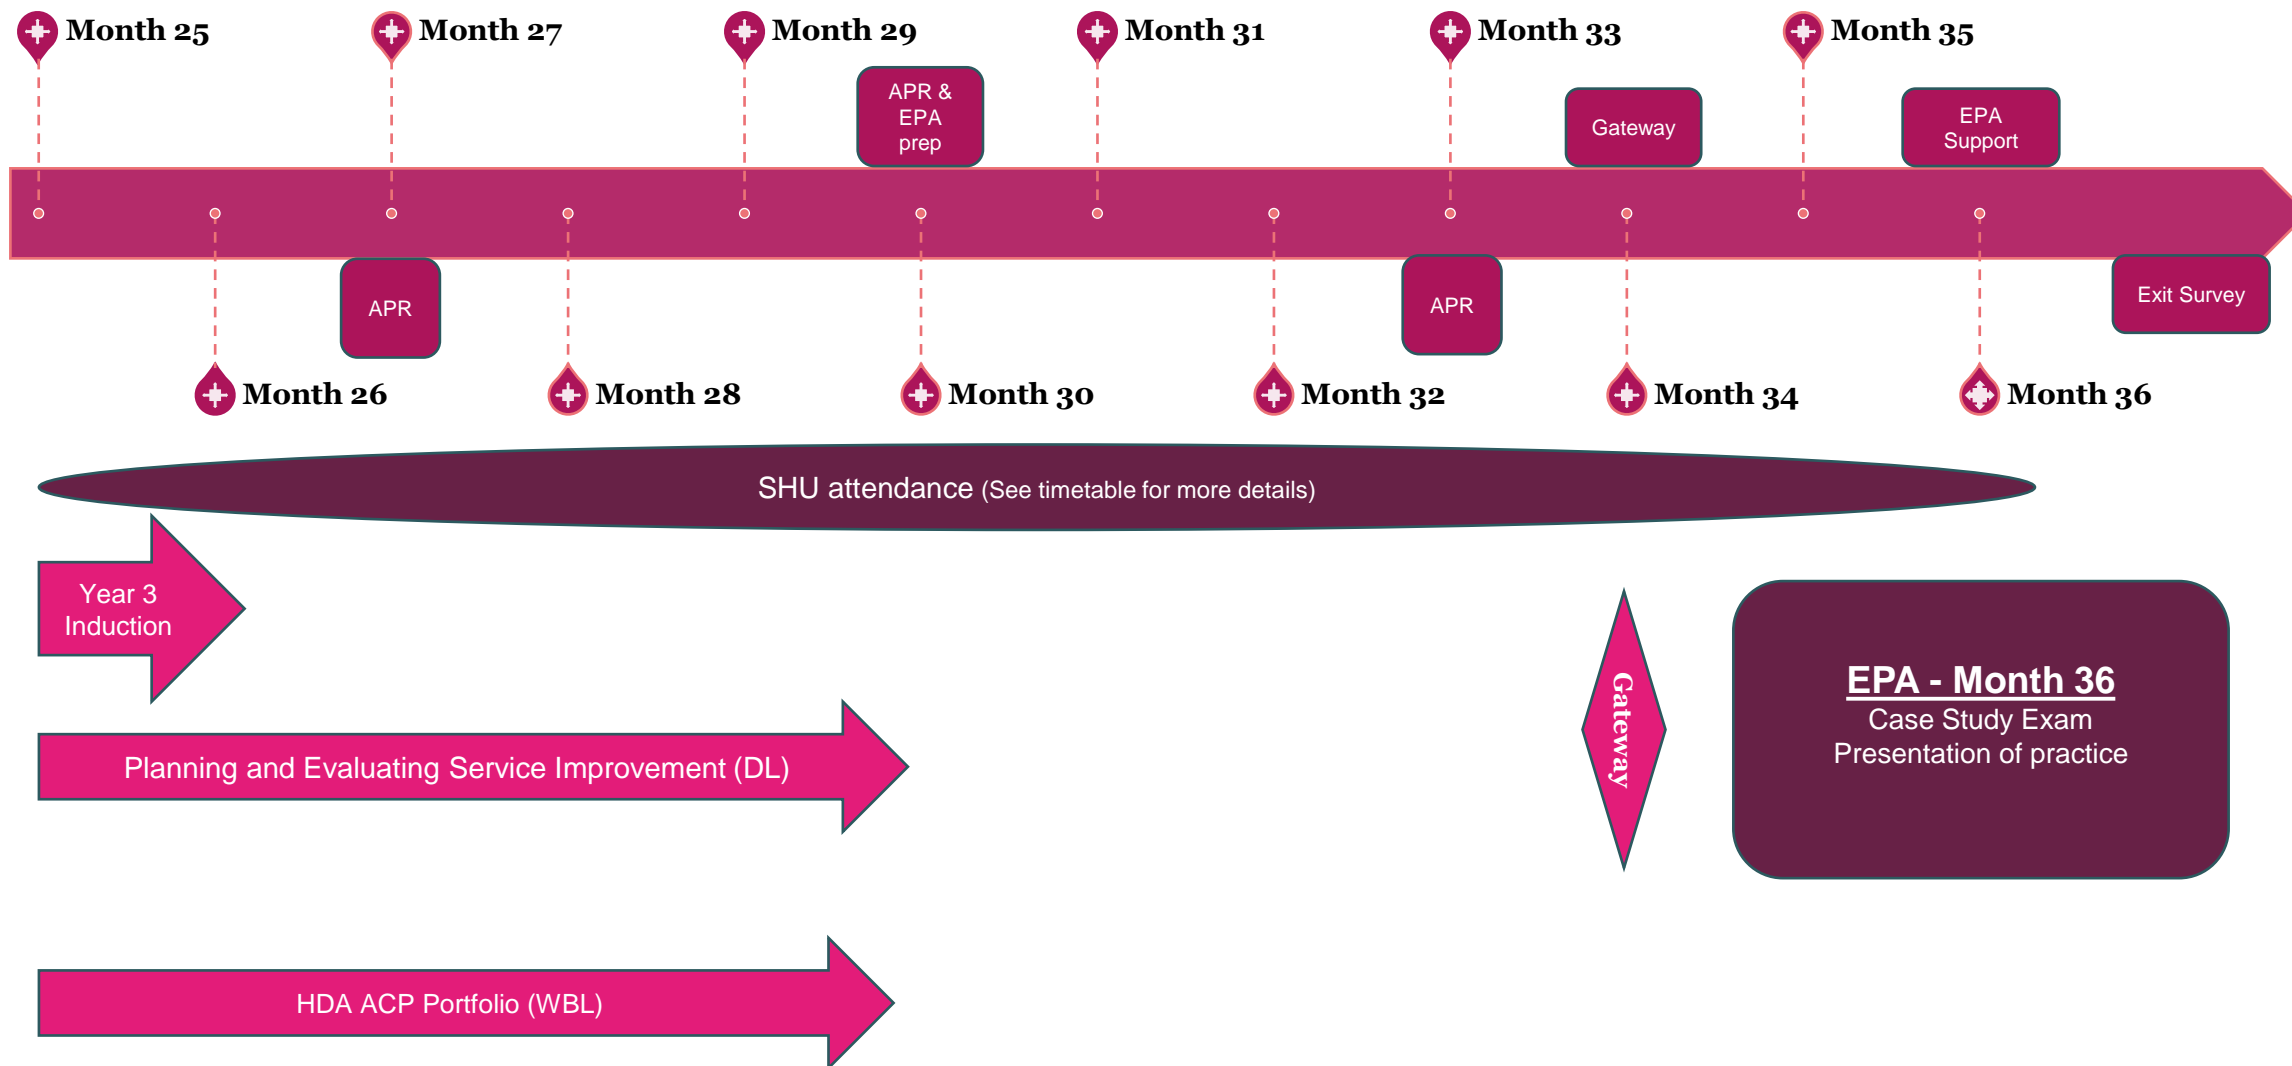 Month 25
Month 27
Month 29
Month 31
Month 33
Month 35
APR &
EPA
prep
Gateway
EPA
Support
APR
APR
Exit Survey
Month 26
Month 28
Month 30
Month 32
Month 34
Month 36
SHU attendance (See timetable for more details)
Year 3
Induction
Planning and Evaluating Service Improvement (DL)
HDA ACP Portfolio (WBL)
Gateway
EPA - Month 36
Case Study Exam
Presentation of practice